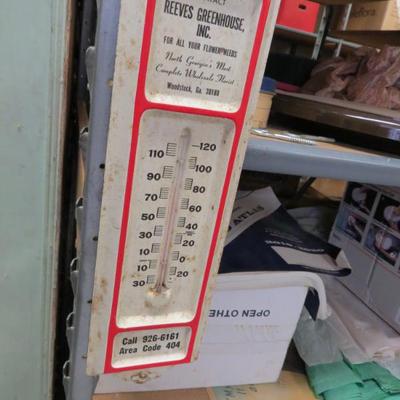 REEVES GREENHOUSE,
INC.
FOR ALL YOUR FLOWER NEEDS
North Georgia's Most
Complete Wholesale Florist
Woodstock, Ga. 30188
120
110
100
90
80
70
60
50
40
30
20
10
10
20
30
Call 926-6161
Area Code 404
OPEN OTHE